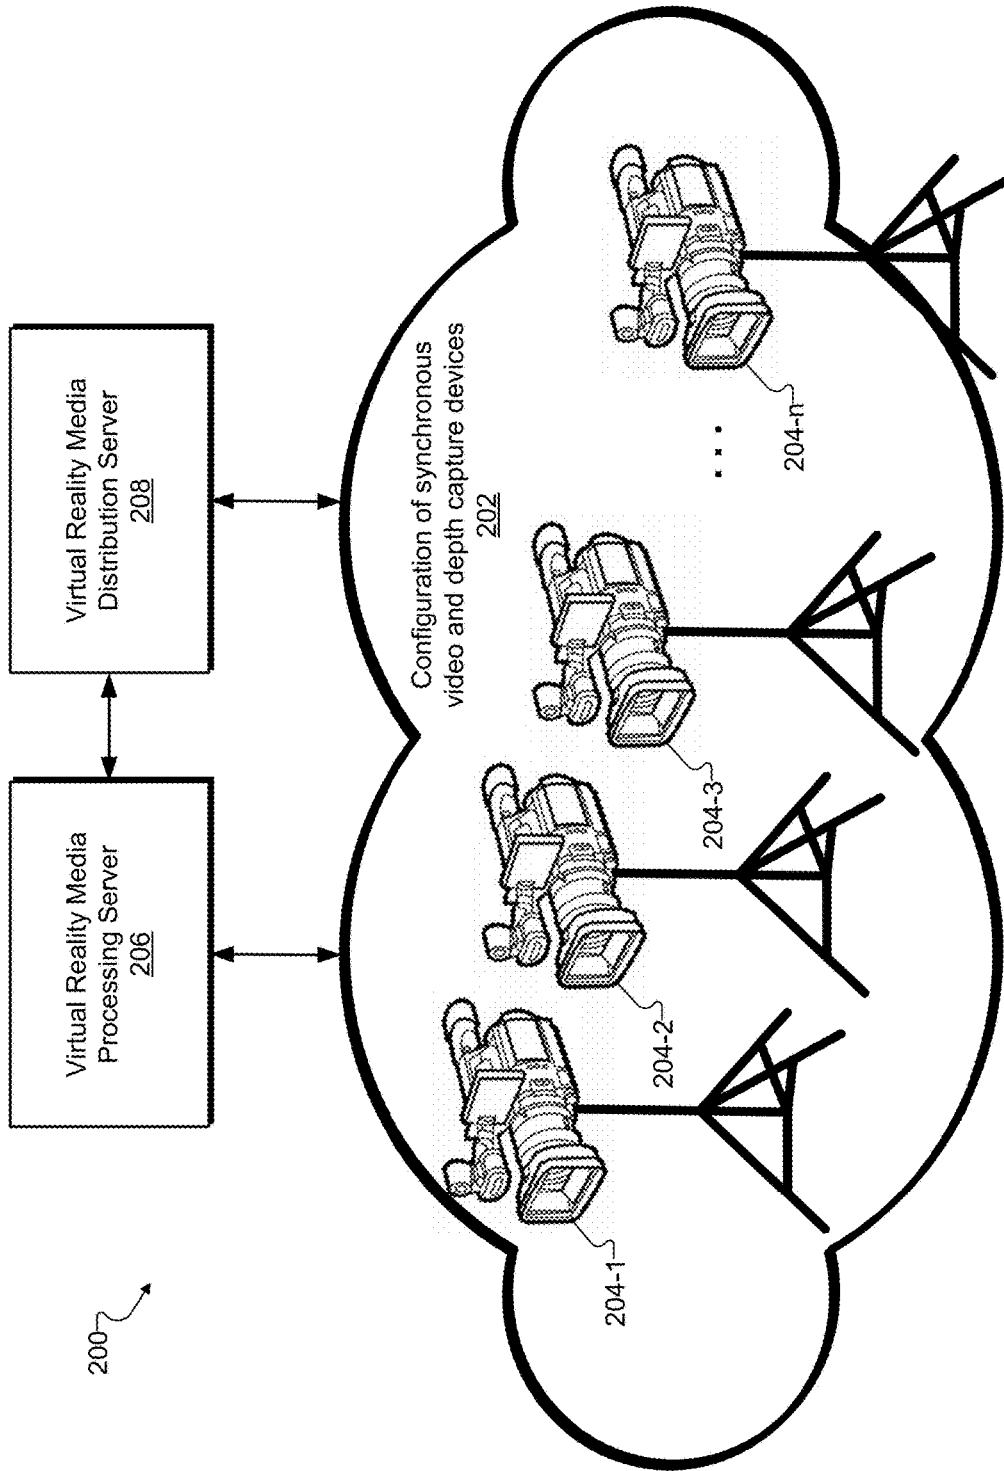 200
Virtual Reality Media
Processing Server
206
Virtual Reality Media
Distribution Server
208
Configuration of synchronous
video and depth capture devices
202
204-1
204-2
204-3
. . .
204-n